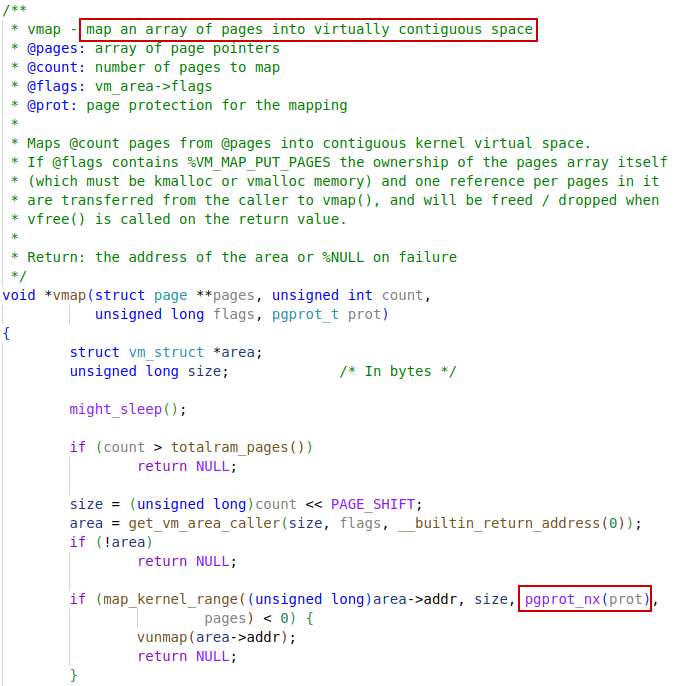 /**
 * vmap - map an array of pages into virtually contiguous space
 * @pages: array of page pointers
 * @count: number of pages to map
 * @flags: vm_area->flags
 * @prot: page protection for the mapping
 *
 * Maps @count pages from @pages into contiguous kernel virtual space.
 * If @flags contains %VM_MAP_PUT_PAGES the ownership of the pages array itself
 * (which must be kmalloc or vmalloc memory) and one reference per pages in it
 * are transferred from the caller to vmap(), and will be freed / dropped when
 * vfree() is called on the return value.
 *
 * Return: the address of the area or %NULL on failure
 */
void *vmap(struct page **pages, unsigned int count,
           unsigned long flags, pgprot_t prot)
{
        struct vm_struct *area;
        unsigned long size;             /* In bytes */

        might_sleep();

        if (count > totalram_pages())
                return NULL;

        size = (unsigned long)count << PAGE_SHIFT;
        area = get_vm_area_caller(size, flags, __builtin_return_address(0));
        if (!area)
                return NULL;

        if (map_kernel_range((unsigned long)area->addr, size, pgprot_nx(prot),
                        pages) < 0) {
                vunmap(area->addr);
                return NULL;
        }